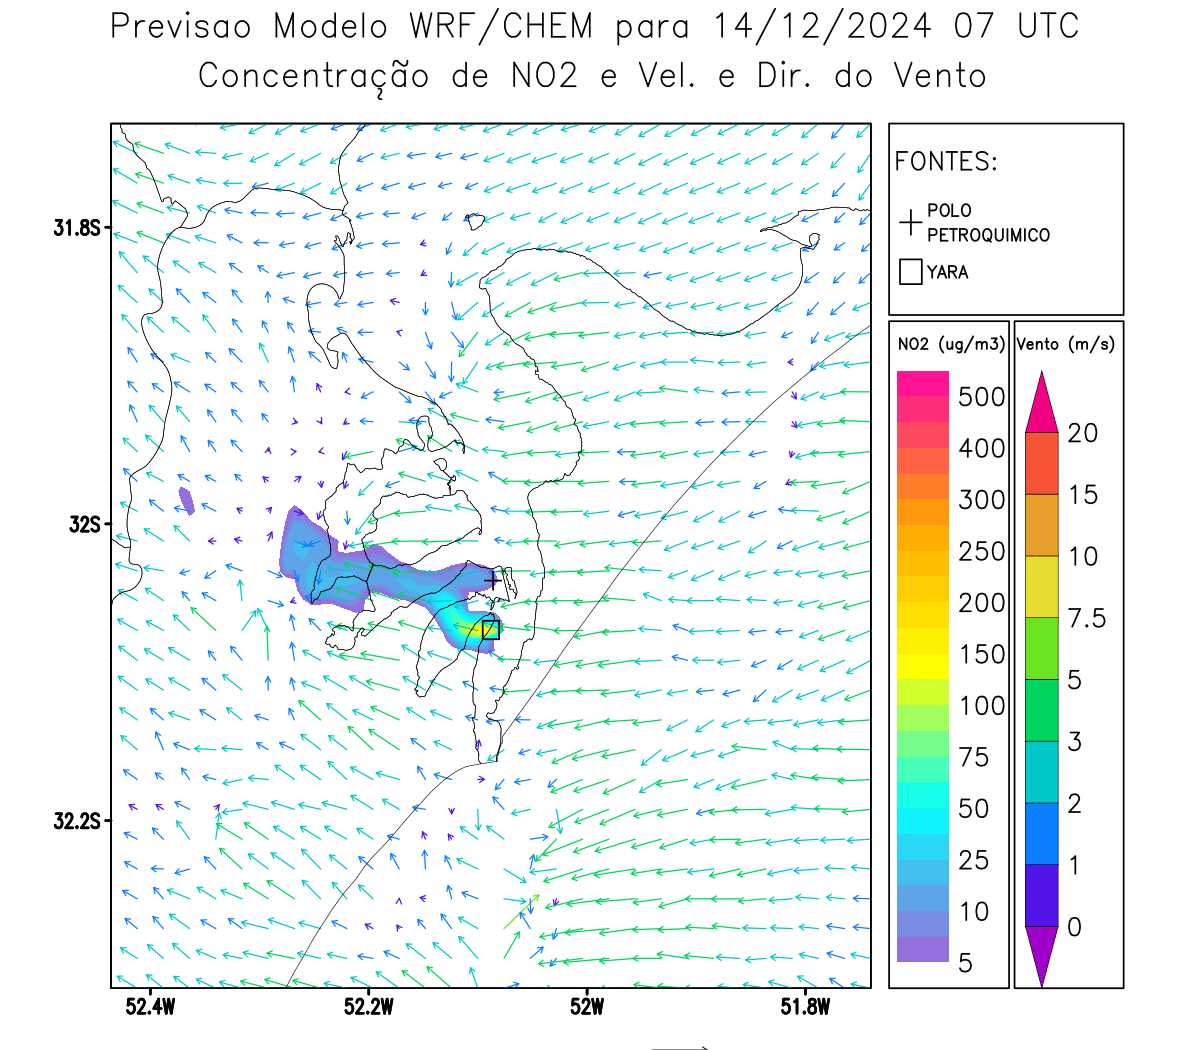 Previsao Modelo WRF/CHEM para 14/12/2024 07 UTC
Concentração de NO2 e Vel. e Dir. do Vento
FONTES:
POLO
PETROQUIMICO
YARA
NO2 (ug/m3)
500
400
300
250
200
150
100
75
50
25
10
5
Vento (m/s)
20
15
10
7.5
5
3
2
1
0
31.8S
32S
32.2S
52.4W
52.2W
52W
51.8W